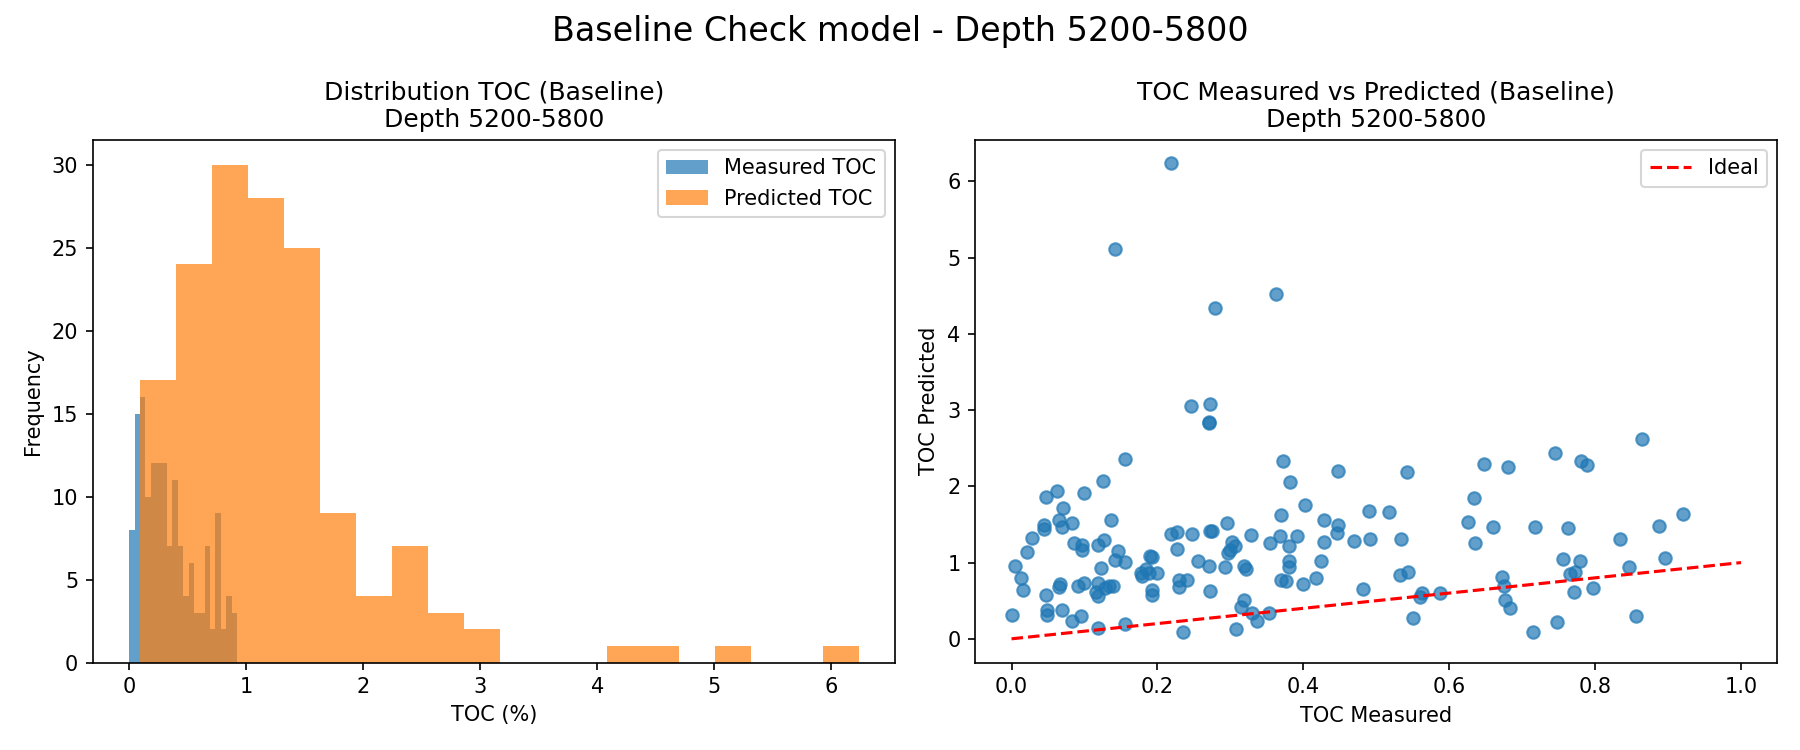 Baseline Check model - Depth 5200-5800
Distribution TOC (Baseline)
Depth 5200-5800
Measured TOC
Predicted TOC
Frequency
30
25
20
15
10
5
0
0 1 2 3 4 5 6
TOC (%)
TOC Measured vs Predicted (Baseline)
Depth 5200-5800
Ideal
TOC Predicted
6
5
4
3
2
1
0
0.0 0.2 0.4 0.6 0.8 1.0
TOC Measured